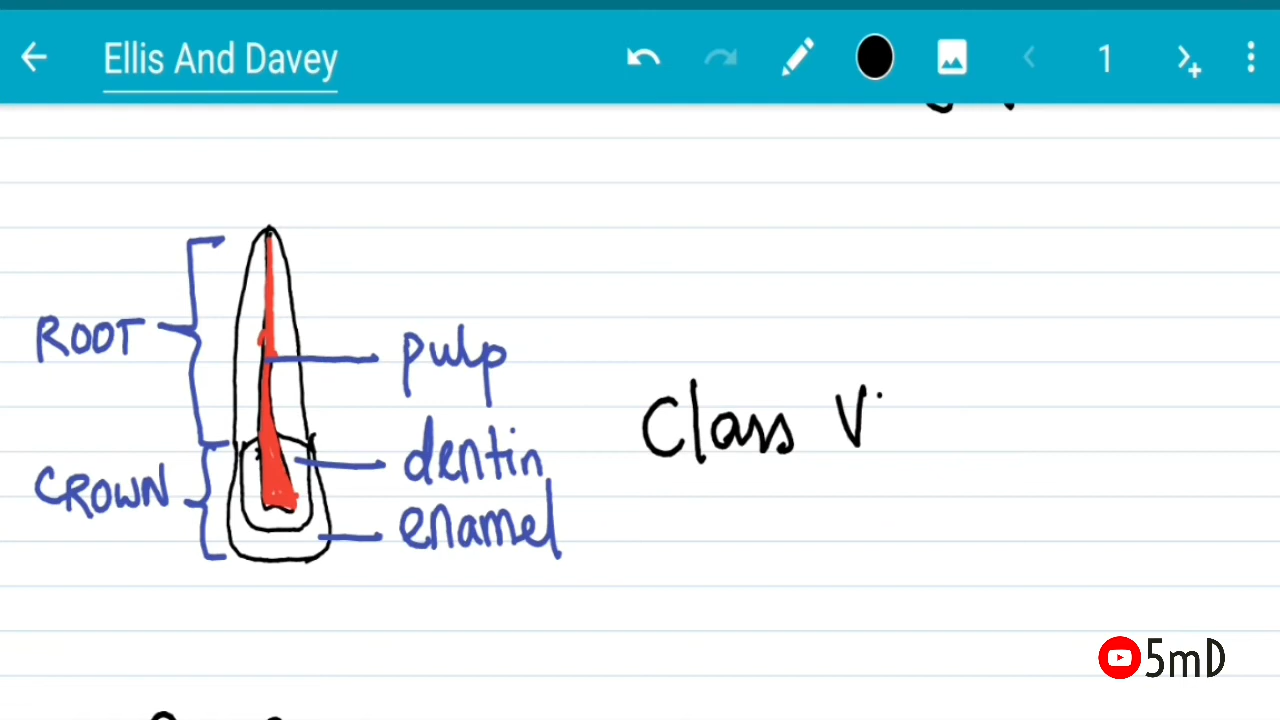 Ellis And Davey
1
ROOT
pulp
Class V
dentin
CROWN
enamel
5mD